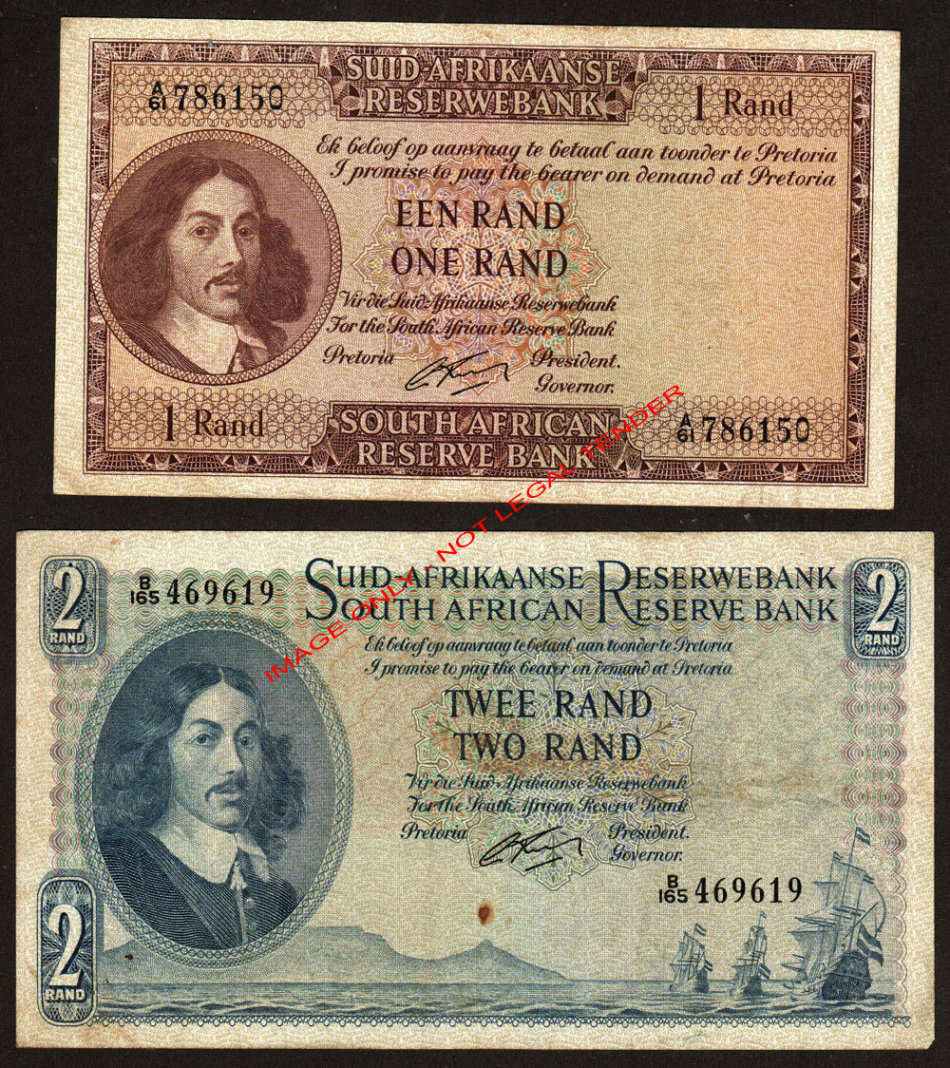 SUID-AFRIKAANSE
RESERWEBANK
A/61 786150
1 Rand
Ek beloof op aanvraag te betaal aan toonder te Pretoria
I promise to pay the bearer on demand at Pretoria
EEN RAND
ONE RAND
Vir die Suid-Afrikaanse Reserwebank
For the South African Reserve Bank
Pretoria President.
Governor.
1 Rand
SOUTH AFRICAN
RESERVE BANK
A/61 786150
IMAGE ONLY - NOT LEGAL TENDER
2
RAND
B/165 469619
SUID-AFRIKAANSE RESERWEBANK
SOUTH AFRICAN RESERVE BANK
2
RAND
Ek beloof op aanvraag te betaal aan toonder te Pretoria
I promise to pay the bearer on demand at Pretoria
TWEE RAND
TWO RAND
Vir die Suid-Afrikaanse Reserwebank
For the South African Reserve Bank
Pretoria President.
Governor.
B/165 469619
2
RAND